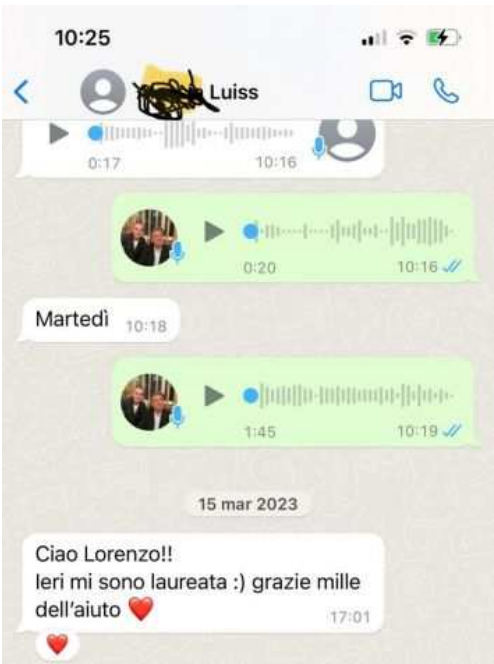 10:25
Luiss
0:17 10:16
0:20 10:16
Martedì 10:18
1:45 10:19
15 mar 2023
Ciao Lorenzo!!
Ieri mi sono laureata :) grazie mille
dell'aiuto ❤️
17:01